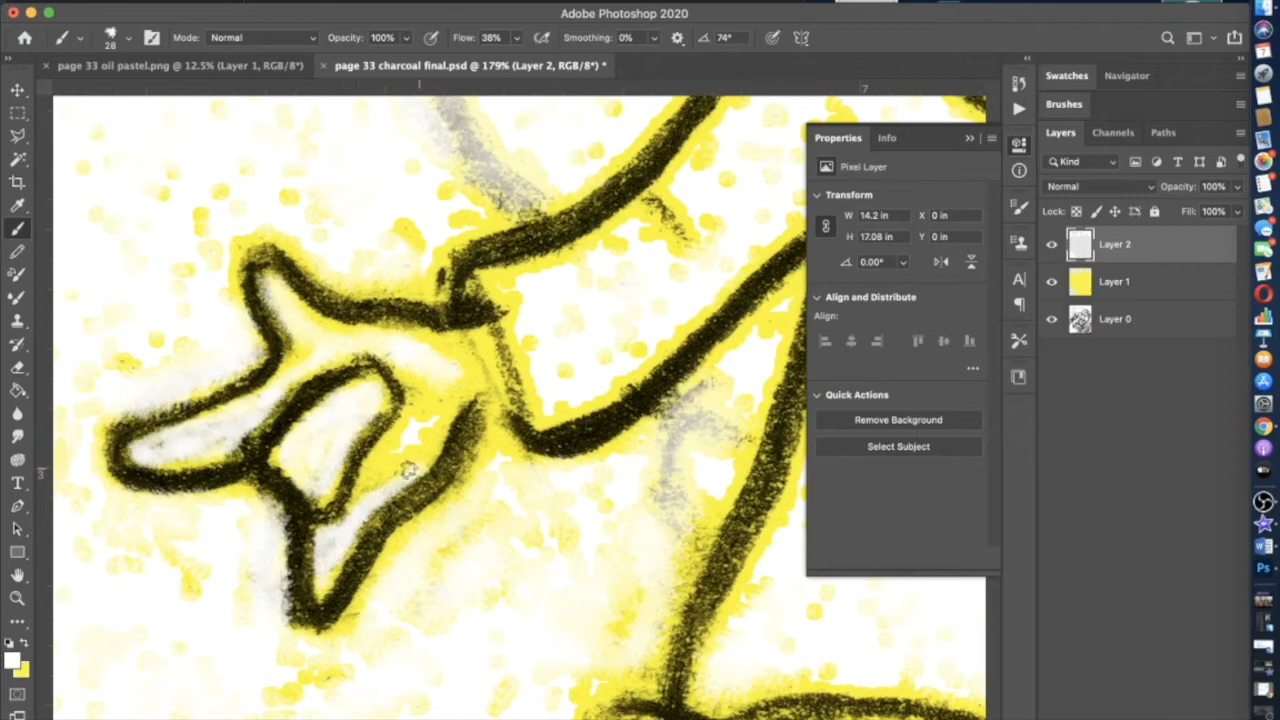 Adobe Photoshop 2020
28 Mode: Normal Opacity: 100% Flow: 38% Smoothing: 0% 74°
page 33 oil pastel.png @ 12.5% (Layer 1, RGB/8*) page 33 charcoal final.psd @ 179% (Layer 2, RGB/8*) *
7
3
Properties Info
Pixel Layer
Transform
W 14.2 in X 0 in
H 17.08 in Y 0 in
0.00°
Align and Distribute
Align:
Quick Actions
Remove Background
Select Subject
Swatches Navigator
Brushes
Layers Channels Paths
Kind
Normal Opacity: 100%
Lock: Fill: 100%
Layer 2
Layer 1
Layer 0